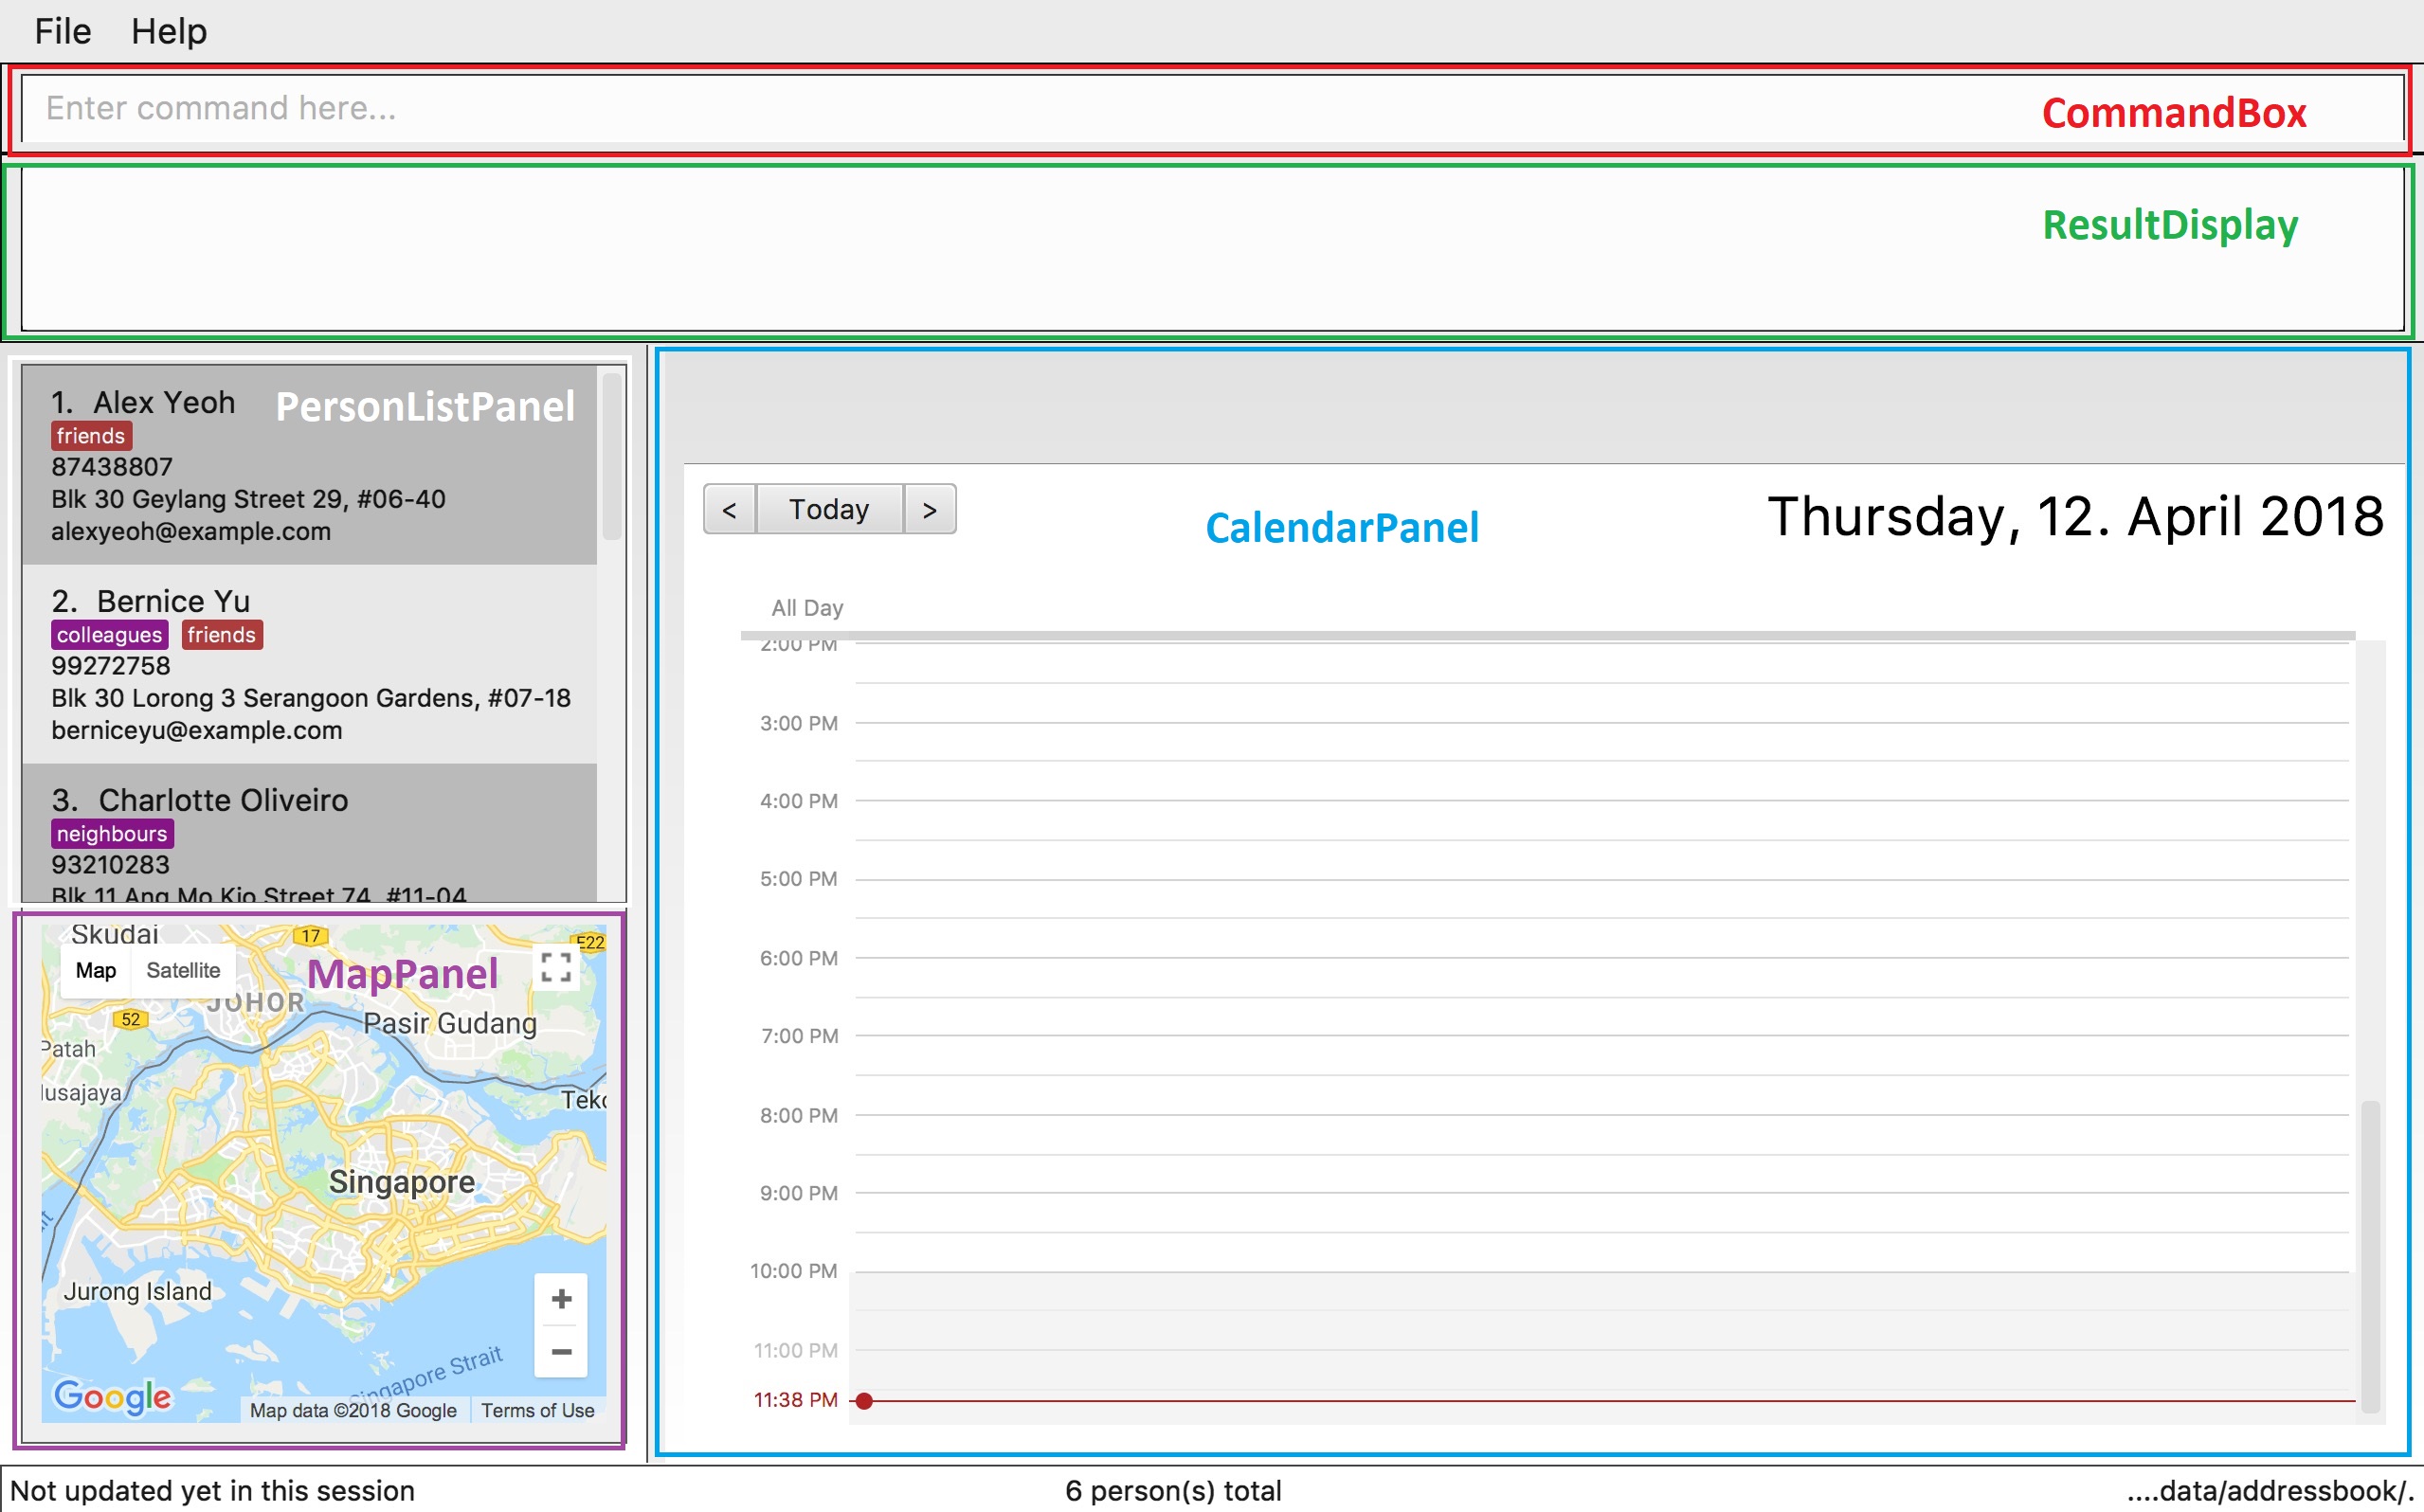 File Help
Enter command here...
CommandBox
ResultDisplay
1. Alex Yeoh
PersonListPanel
friends
87438807
Blk 30 Geylang Street 29, #06-40
alexyeoh@example.com
2. Bernice Yu
colleagues friends
99272758
Blk 30 Lorong 3 Serangoon Gardens, #07-18
berniceyu@example.com
3. Charlotte Oliveiro
neighbours
93210283
Blk 11 Ang Mo Kio Street 74, #11-04
Skudai
17
E22
Map Satellite
MapPanel
JOHOR
52
Pasir Gudang
Patah
usajaya
Teko
Singapore
Jurong Island
+
−
Singapore Strait
Google
Map data ©2018 Google Terms of Use
< Today >
CalendarPanel
Thursday, 12. April 2018
All Day
2:00 PM
3:00 PM
4:00 PM
5:00 PM
6:00 PM
7:00 PM
8:00 PM
9:00 PM
10:00 PM
11:00 PM
11:38 PM
Not updated yet in this session
6 person(s) total
....data/addressbook/.